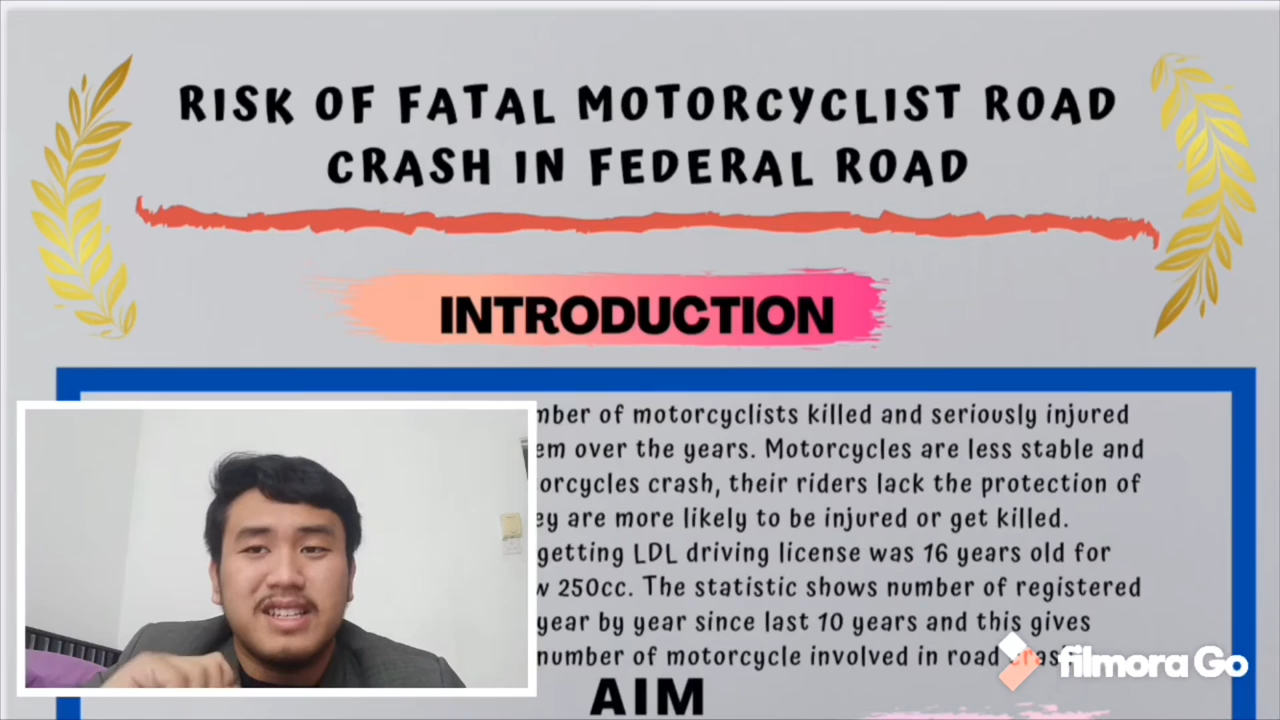 RISK OF FATAL MOTORCYCLIST ROAD
CRASH IN FEDERAL ROAD
INTRODUCTION
mber of motorcyclists killed and seriously injured
em over the years. Motorcycles are less stable and
orcycles crash, their riders lack the protection of
ey are more likely to be injured or get killed.
getting LDL driving license was 16 years old for
w 250cc. The statistic shows number of registered
year by year since last 10 years and this gives
number of motorcycle involved in road crash
filmora Go
AIM